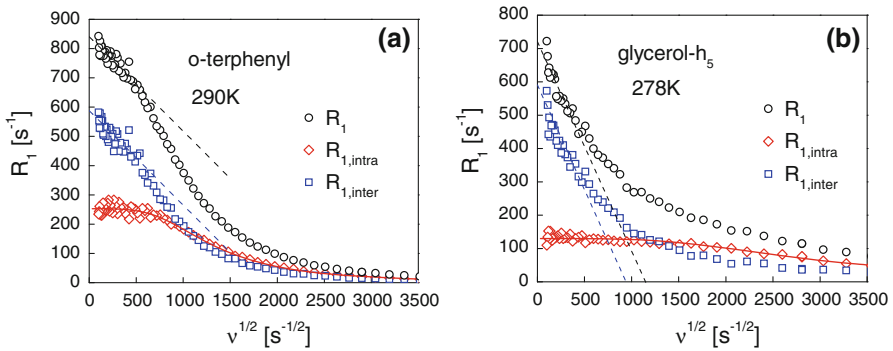 (a)
o-terphenyl
290K
R₁
R₁,intra
R₁,inter
900
800
700
600
500
400
300
200
100
0
R₁ [s⁻¹]
0 500 1000 1500 2000 2500 3000 3500
ν^1/2 [s^-1/2]
(b)
glycerol-h₅
278K
R₁
R₁,intra
R₁,inter
800
700
600
500
400
300
200
100
0
R₁ [s⁻¹]
0 500 1000 1500 2000 2500 3000 3500
ν^1/2 [s^-1/2]